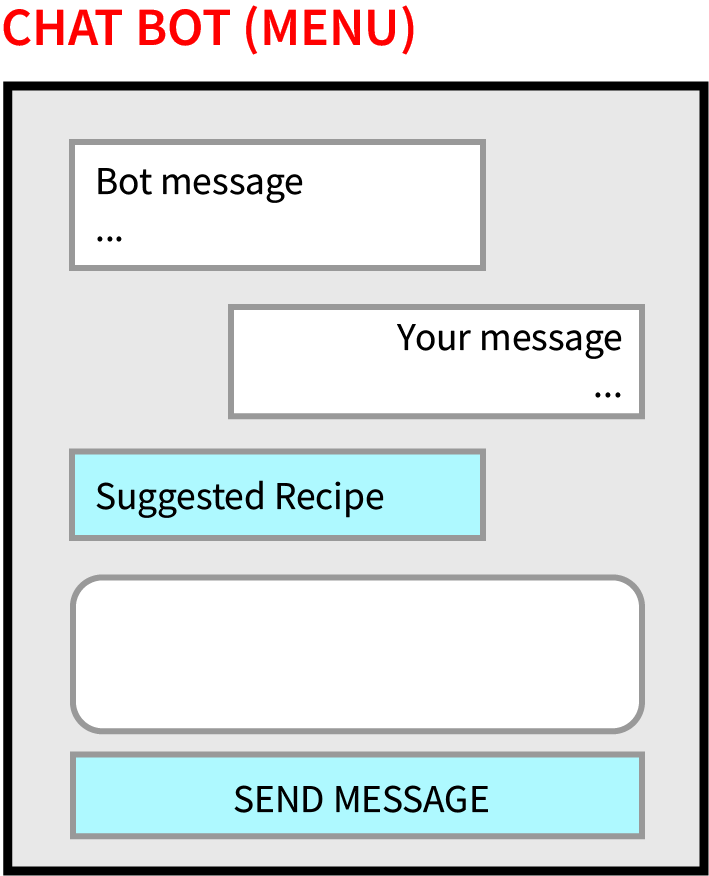 CHAT BOT (MENU)
Bot message
...
Your message
...
Suggested Recipe
SEND MESSAGE